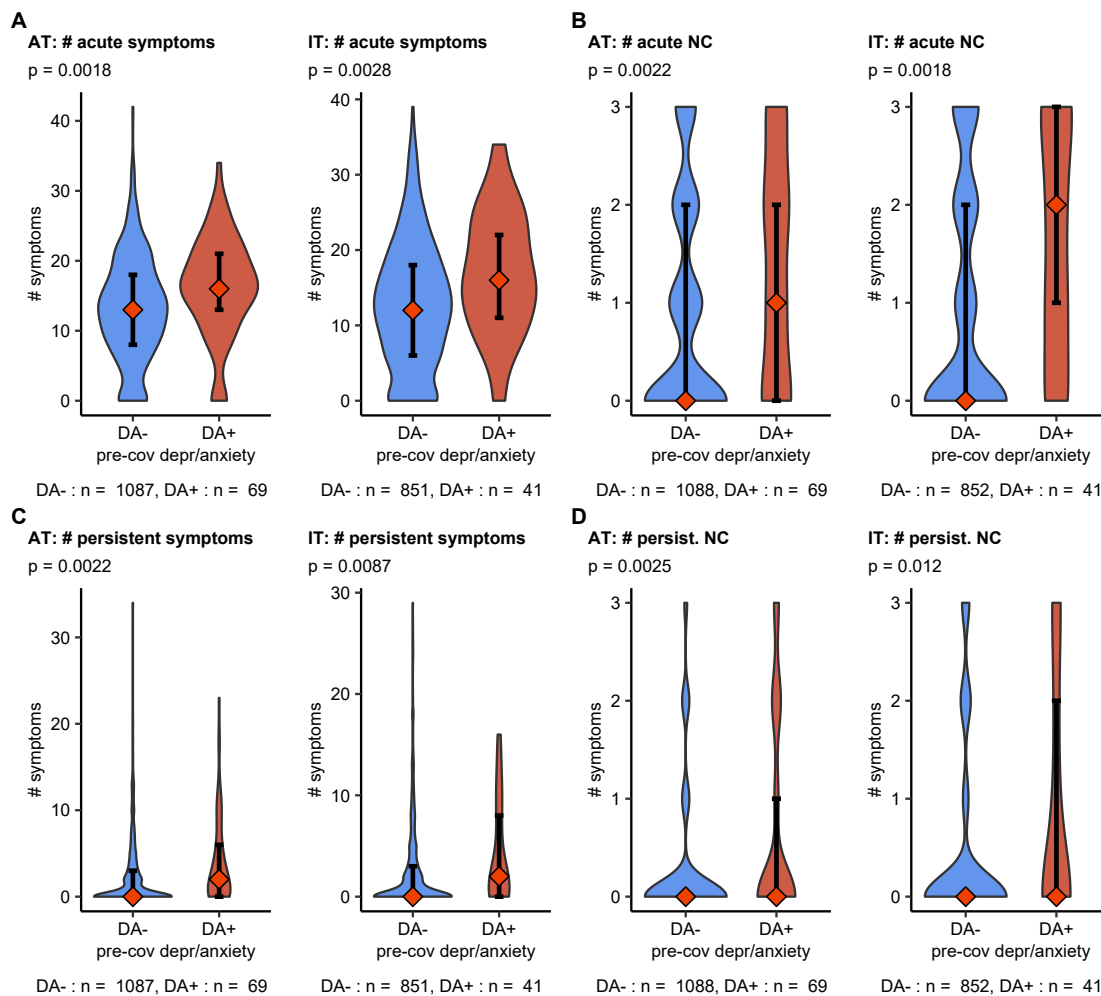 A
AT: # acute symptoms
p = 0.0018
# symptoms
40
30
20
10
0
DA- DA+
pre-cov depr/anxiety
DA- : n = 1087, DA+ : n = 69
IT: # acute symptoms
p = 0.0028
# symptoms
40
30
20
10
0
DA- DA+
pre-cov depr/anxiety
DA- : n = 851, DA+ : n = 41
B
AT: # acute NC
p = 0.0022
# symptoms
3
2
1
0
DA- DA+
pre-cov depr/anxiety
DA- : n = 1088, DA+ : n = 69
IT: # acute NC
p = 0.0018
# symptoms
3
2
1
0
DA- DA+
pre-cov depr/anxiety
DA- : n = 852, DA+ : n = 41
C
AT: # persistent symptoms
p = 0.0022
# symptoms
30
20
10
0
DA- DA+
pre-cov depr/anxiety
DA- : n = 1087, DA+ : n = 69
IT: # persistent symptoms
p = 0.0087
# symptoms
30
20
10
0
DA- DA+
pre-cov depr/anxiety
DA- : n = 851, DA+ : n = 41
D
AT: # persist. NC
p = 0.0025
# symptoms
3
2
1
0
DA- DA+
pre-cov depr/anxiety
DA- : n = 1088, DA+ : n = 69
IT: # persist. NC
p = 0.012
# symptoms
3
2
1
0
DA- DA+
pre-cov depr/anxiety
DA- : n = 852, DA+ : n = 41